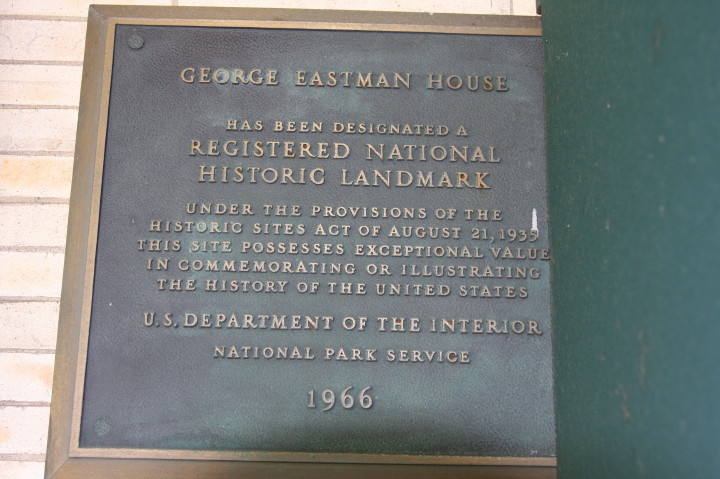 GEORGE EASTMAN HOUSE
HAS BEEN DESIGNATED A
REGISTERED NATIONAL
HISTORIC LANDMARK
UNDER THE PROVISIONS OF THE
HISTORIC SITES ACT OF AUGUST 21, 1935
THIS SITE POSSESSES EXCEPTIONAL VALUE
IN COMMEMORATING OR ILLUSTRATING
THE HISTORY OF THE UNITED STATES
U.S. DEPARTMENT OF THE INTERIOR
NATIONAL PARK SERVICE
1966